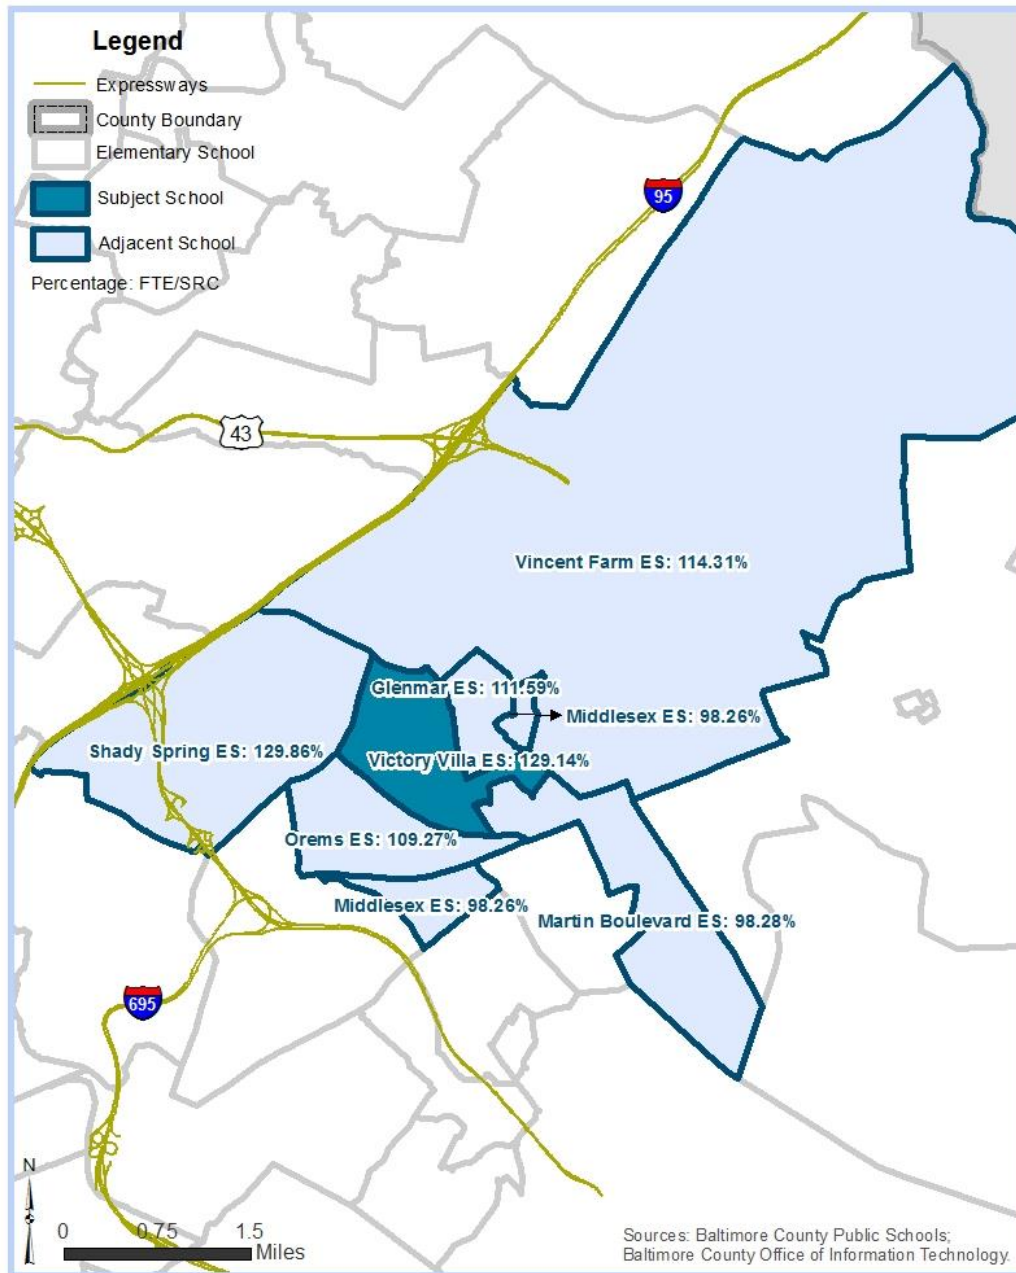 Legend
Expressways
County Boundary
Elementary School
Subject School
Adjacent School
Percentage: FTE/SRC
95
43
Vincent Farm ES: 114.31%
Glenmar ES: 111.59%
Middlesex ES: 98.26%
Shady Spring ES: 129.86%
Victory Villa ES: 129.14%
Orems ES: 109.27%
Middlesex ES: 98.26%
Martin Boulevard ES: 98.28%
695
N
0 0.75 1.5
Miles
Sources: Baltimore County Public Schools;
Baltimore County Office of Information Technology.